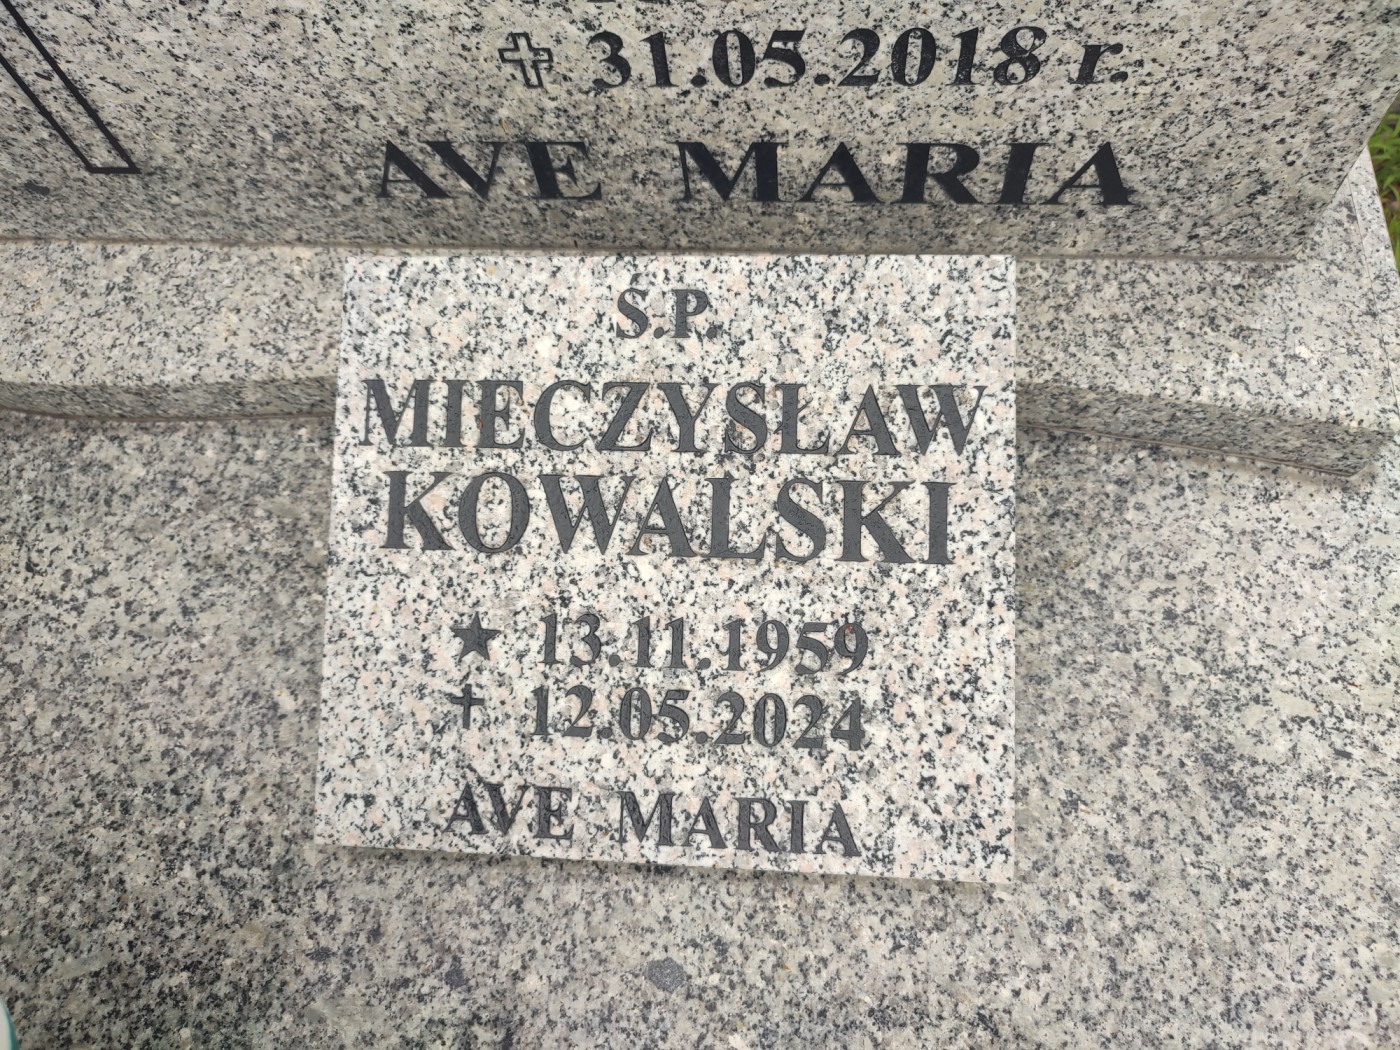 ✝ 31.05.2018 r.
AVE MARIA
Ś.P.
MIECZYSŁAW
KOWALSKI
★ 13.11.1959
† 12.05.2024
AVE MARIA